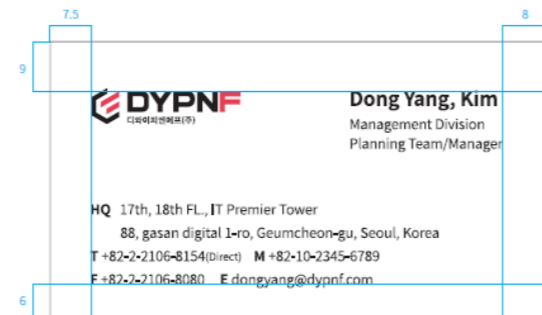 7.5
8
9
DYPNF
디와이피엔에프(주)
Dong Yang, Kim
Management Division
Planning Team/Manager
HQ 17th, 18th FL., IT Premier Tower
88, gasan digital 1-ro, Geumcheon-gu, Seoul, Korea
T +82-2-2106-8154(Direct) M +82-10-2345-6789
F +82-2-2106-8080 E dongyang@dypnf.com
6